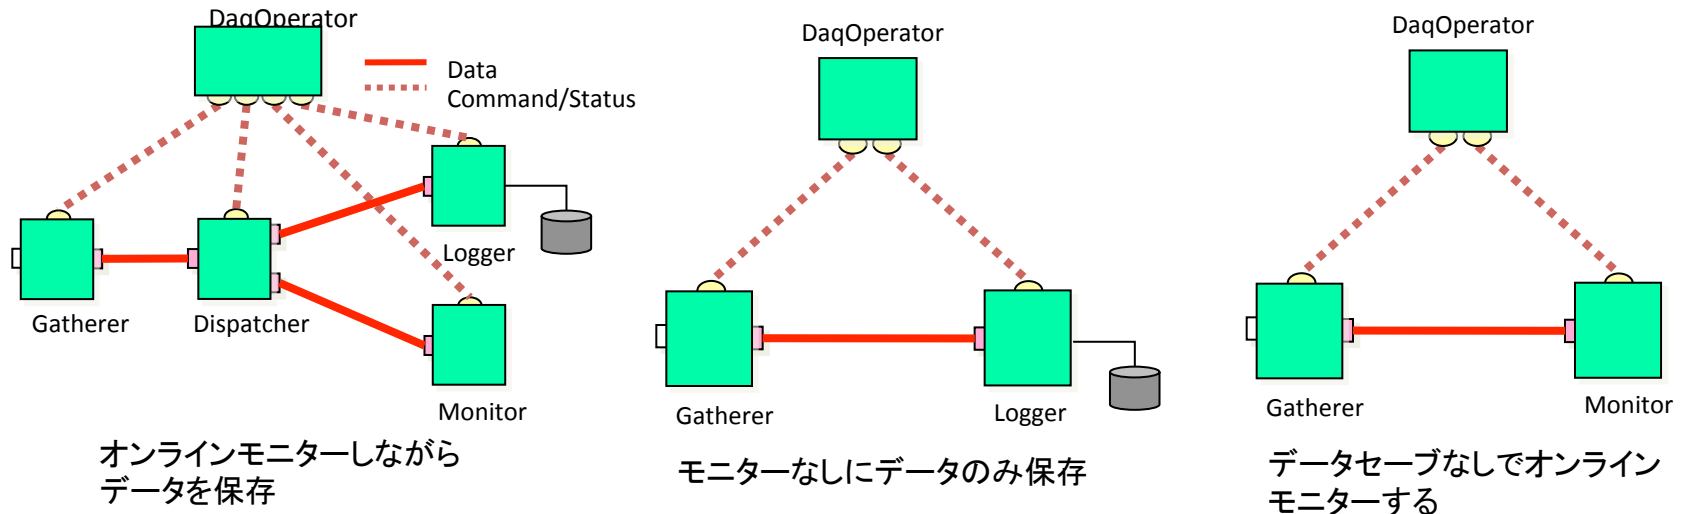 DaqOperator
Data
Command/Status
Logger
Gatherer
Dispatcher
Monitor
オンラインモニターしながら
データを保存
DaqOperator
Gatherer
Logger
モニターなしにデータのみ保存
DaqOperator
Gatherer
Monitor
データセーブなしでオンライン
モニターする